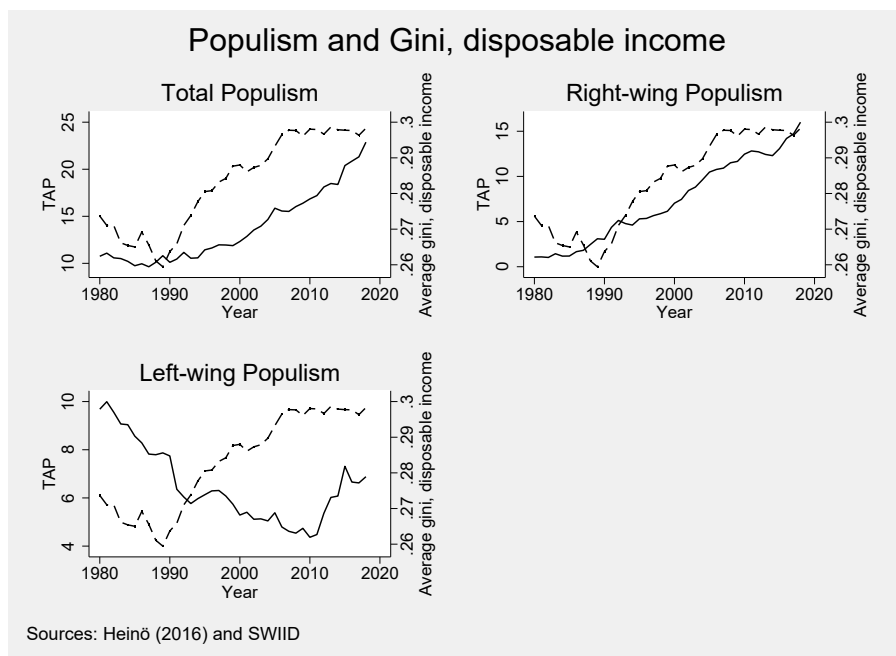 Populism and Gini, disposable income
Total Populism
25
20
15
10
TAP
.3
.29
.28
.27
.26
Average gini, disposable income
1980 1990 2000 2010 2020
Year
Right-wing Populism
15
10
5
0
TAP
.3
.29
.28
.27
.26
Average gini, disposable income
1980 1990 2000 2010 2020
Year
Left-wing Populism
10
8
6
4
TAP
.3
.29
.28
.27
.26
Average gini, disposable income
1980 1990 2000 2010 2020
Year
Sources: Heinö (2016) and SWIID